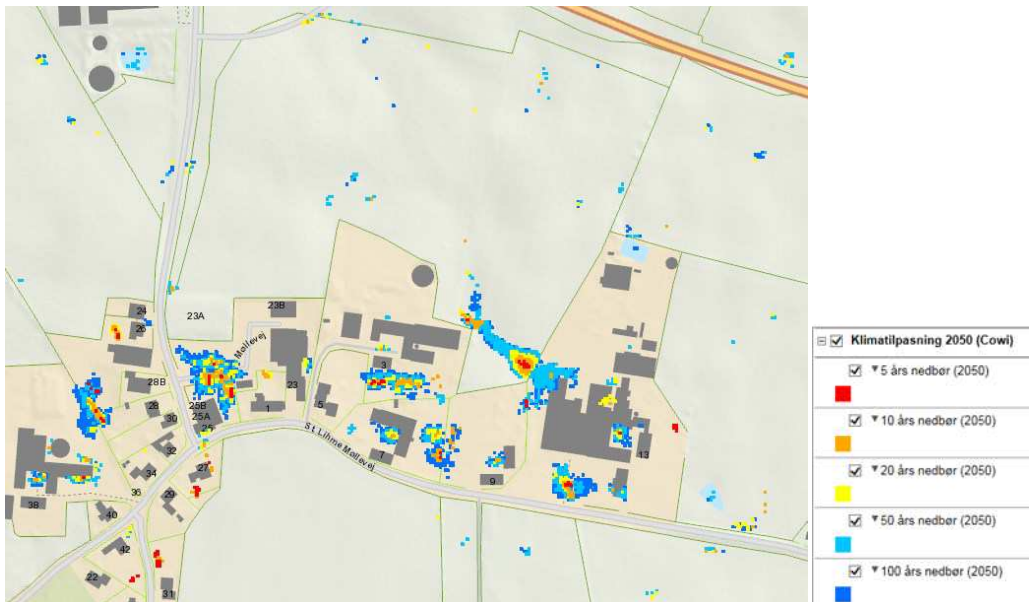 24
26
23A
23B
Møllevej
28B
28
30
25B
25A
25
23
1
3
5
St. Lihme Møllevej
32
34
27
36
29
38
40
42
22
31
7
9
13
Klimatilpasning 2050 (Cowi)
5 års nedbør (2050)
10 års nedbør (2050)
20 års nedbør (2050)
50 års nedbør (2050)
100 års nedbør (2050)